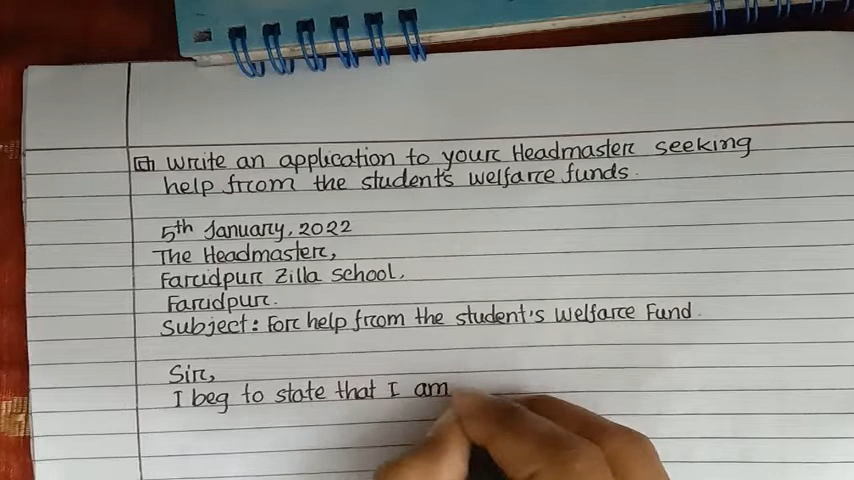 Write an application to your Headmaster seeking
help from the student's welfare funds.
5th January, 2022
The Headmaster,
Faridpur Zilla school,
Faridpur.
Subject: For help from the student's welfare Fund.
Sir,
I beg to state that I am